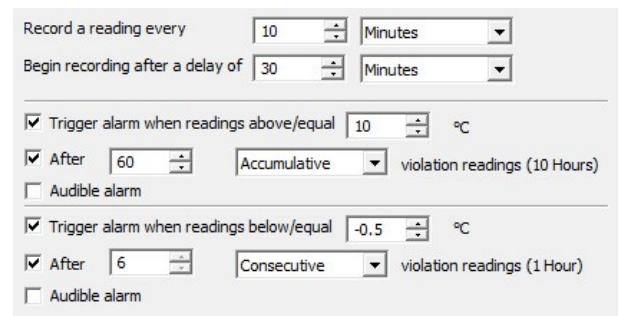 Record a reading every 10 Minutes
Begin recording after a delay of 30 Minutes
Trigger alarm when readings above/equal 10 °C
After 60 Accumulative violation readings (10 Hours)
Audible alarm
Trigger alarm when readings below/equal -0.5 °C
After 6 Consecutive violation readings (1 Hour)
Audible alarm